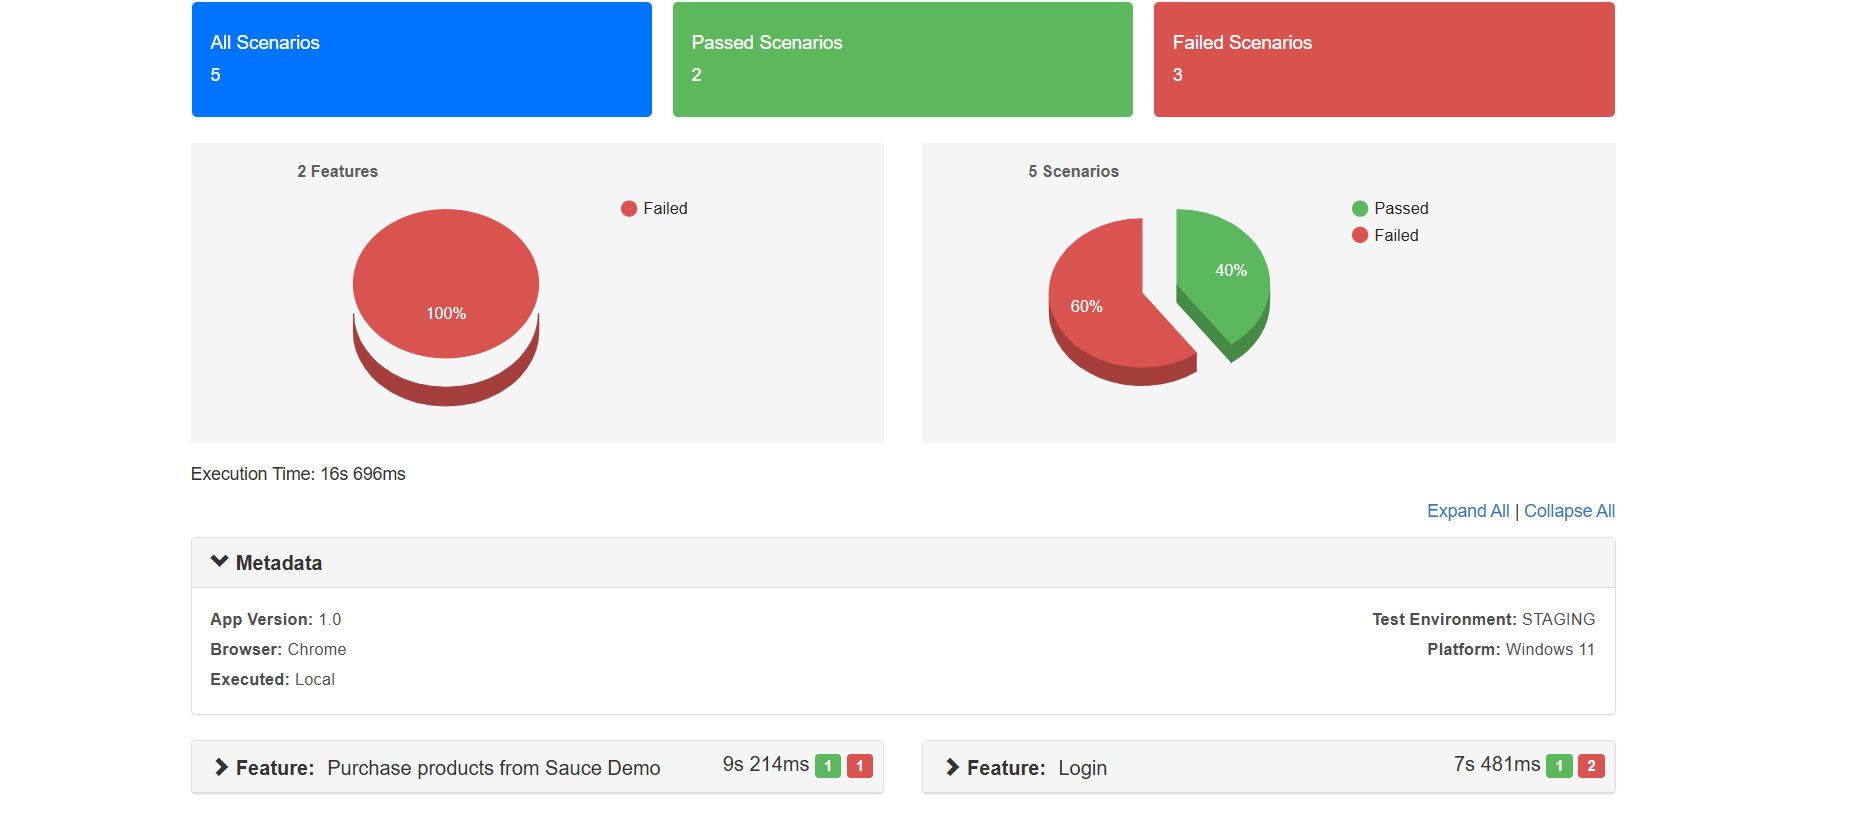 All Scenarios
5
Passed Scenarios
2
Failed Scenarios
3
2 Features
Failed
100%
5 Scenarios
Passed
Failed
40%
60%
Execution Time: 16s 696ms
Expand All | Collapse All
Metadata
App Version: 1.0
Browser: Chrome
Executed: Local
Test Environment: STAGING
Platform: Windows 11
Feature: Purchase products from Sauce Demo 9s 214ms 1 1
Feature: Login 7s 481ms 1 2